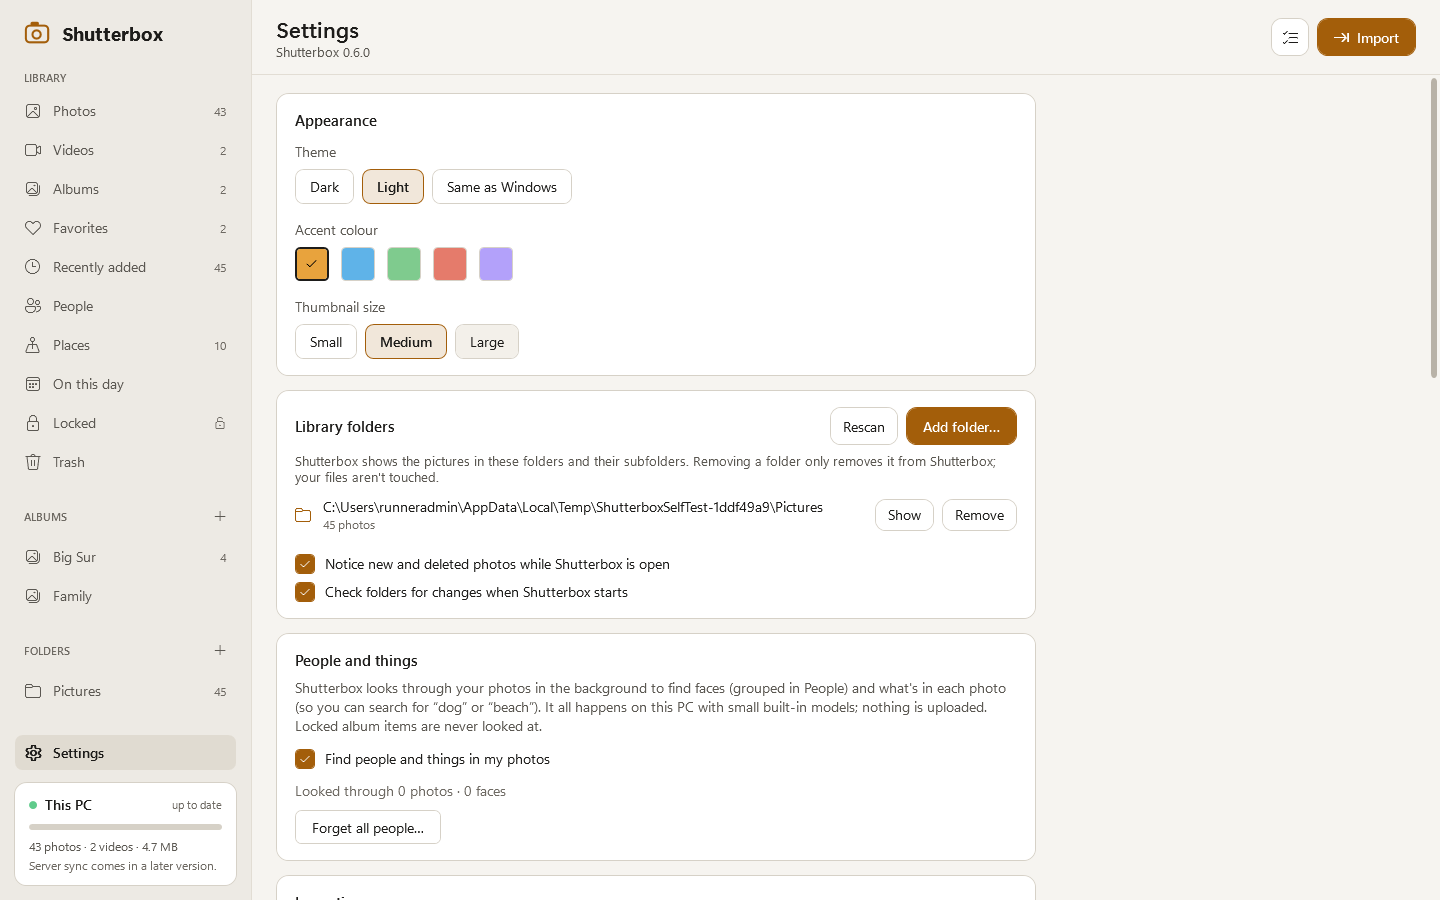 Shutterbox
LIBRARY
Photos 43
Videos 2
Albums 2
Favorites 2
Recently added 45
People
Places 10
On this day
Locked
Trash
ALBUMS
Big Sur 4
Family
FOLDERS
Pictures 45
Settings
This PC up to date
43 photos · 2 videos · 4.7 MB
Server sync comes in a later version.
Settings
Shutterbox 0.6.0
Import
Appearance
Theme
Dark Light Same as Windows
Accent colour
Thumbnail size
Small Medium Large
Library folders
Rescan Add folder...
Shutterbox shows the pictures in these folders and their subfolders. Removing a folder only removes it from Shutterbox;
your files aren't touched.
C:\Users\runneradmin\AppData\Local\Temp\ShutterboxSelfTest-1ddf49a9\Pictures
45 photos
Show Remove
Notice new and deleted photos while Shutterbox is open
Check folders for changes when Shutterbox starts
People and things
Shutterbox looks through your photos in the background to find faces (grouped in People) and what's in each photo
(so you can search for “dog” or “beach”). It all happens on this PC with small built-in models; nothing is uploaded.
Locked album items are never looked at.
Find people and things in my photos
Looked through 0 photos · 0 faces
Forget all people...